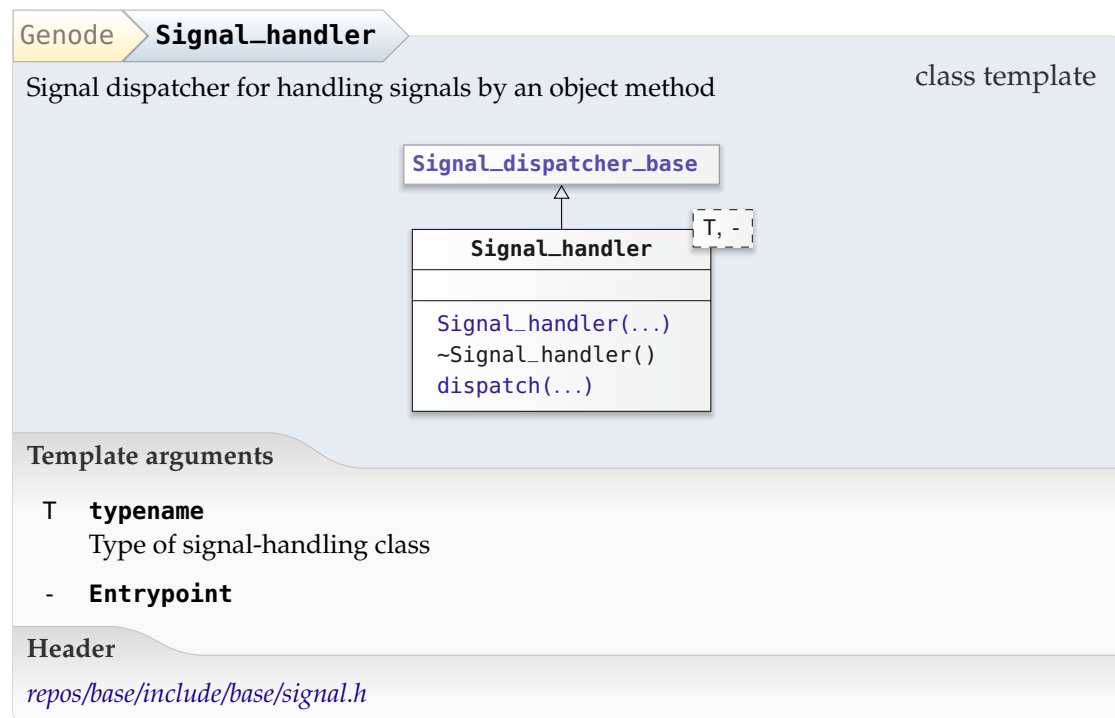 Genode Signal_handler
class template
Signal dispatcher for handling signals by an object method
Signal_dispatcher_base
T, -
Signal_handler
Signal_handler(...)
~Signal_handler()
dispatch(...)
Template arguments
T typename
Type of signal-handling class
- Entrypoint
Header
repos/base/include/base/signal.h